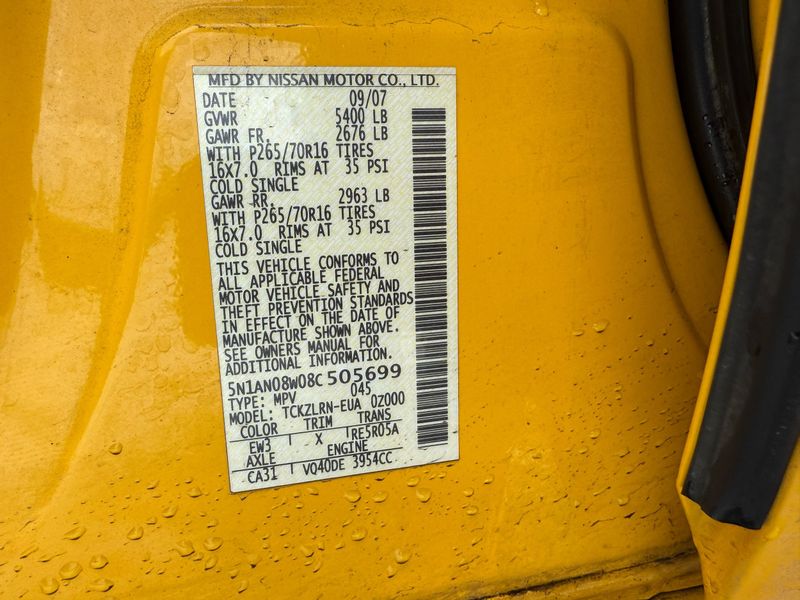 MFD BY NISSAN MOTOR CO., LTD.
DATE 09/07
GVWR 5400 LB
GAWR FR. 2676 LB
WITH P265/70R16 TIRES
16X7.0 RIMS AT 35 PSI
COLD SINGLE
GAWR RR. 2963 LB
WITH P265/70R16 TIRES
16X7.0 RIMS AT 35 PSI
COLD SINGLE
THIS VEHICLE CONFORMS TO
ALL APPLICABLE FEDERAL
MOTOR VEHICLE SAFETY AND
THEFT PREVENTION STANDARDS
IN EFFECT ON THE DATE OF
MANUFACTURE SHOWN ABOVE.
SEE OWNERS MANUAL FOR
ADDITIONAL INFORMATION.
5N1AN08W08C 505699
TYPE: MPV 045
MODEL: TCKZLRN-EUA 0Z000
COLOR TRIM TRANS
EW3 X RE5R05A
AXLE ENGINE
CA31 VQ40DE 3954CC